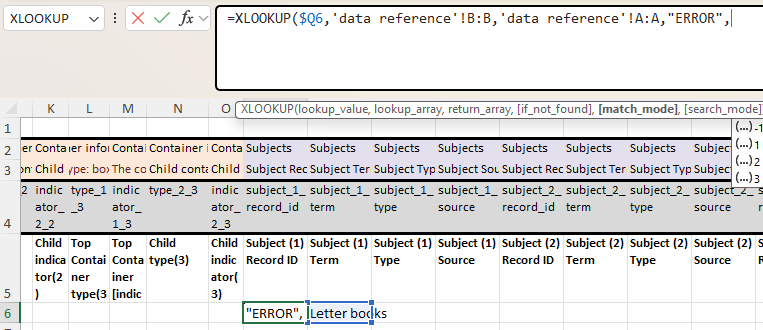 XLOOKUP
fx
=XLOOKUP($Q6,'data reference'!B:B,'data reference'!A:A,"ERROR",
K L M N O
XLOOKUP(lookup_value, lookup_array, return_array, [if_not_found], [match_mode], [search_mode]
(...) -1
(...) 1
(...) 2
(...) 3
1
2 er Conta Contai Container i Conta Subjects Subjects Subjects Subjects Subjects Subjects Subjects
3 on Child ype: box The co Child conta Child Subject Rec Subject Ter Subject Typ Subject Sou Subject Rec Subject Ter Subject Typ
4 2 indic type_1 indic type_2_3 indic subject_1_ subject_1_ subject_1_ subject_1_ subject_2_ subject_2_ subject_2_ subject_2_
ator_ _3 ator_ ator_ record_id term type source record_id term type source
2_2 1_3 2_3
5 Child Top Top Child Child Subject (1) Subject (1) Subject (1) Subject (1) Subject (2) Subject (2) Subject (2) Subject (2)
indica Contai Conta type(3) indic Record ID Term Type Source Record ID Term Type Source
tor(2 ner iner ator(
) type(3 [indic 3)
6 "ERROR", Letter books